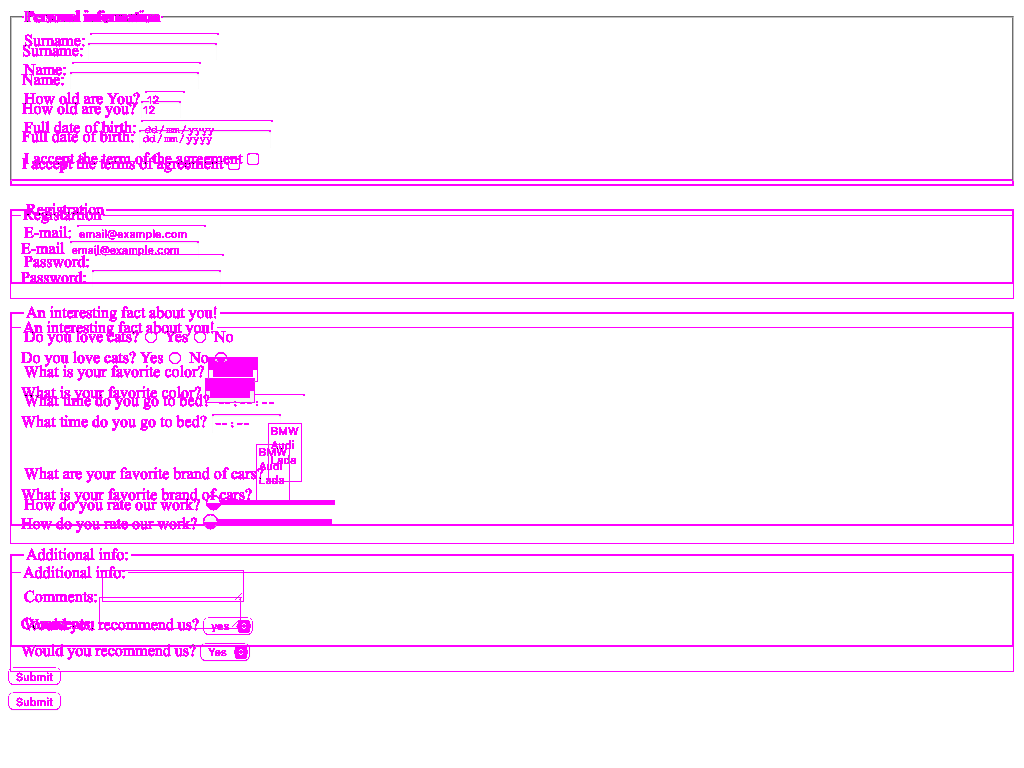 Personal information
Surname:
Surname:
Name:
Name:
How old are You? 12
How old are you? 12
Full date of birth: dd/mm/yyyy
Full date of birth: dd/mm/yyyy
I accept the term of the agreement
I accept the terms of agreement
Registration
Registartion
E-mail: email@example.com
E-mail email@example.com
Password:
Password:
An interesting fact about you!
An interesting fact about you!
Do you love cats? Yes No
Do you love cats? Yes No
What is your favorite color?
What is your favorite color?
What time do you go to bed? --:--:--
What time do you go to bed? --:--
BMW
Audi
Lada
BMW
Audi
Lada
What are your favorite brand of cars?
What is your favorite brand of cars?
How do you rate our work?
How do you rate our work?
Additional info:
Additional info:
Comments:
Comments:
Would you recommend us? yes
Would you recommend us? Yes
Submit
Submit